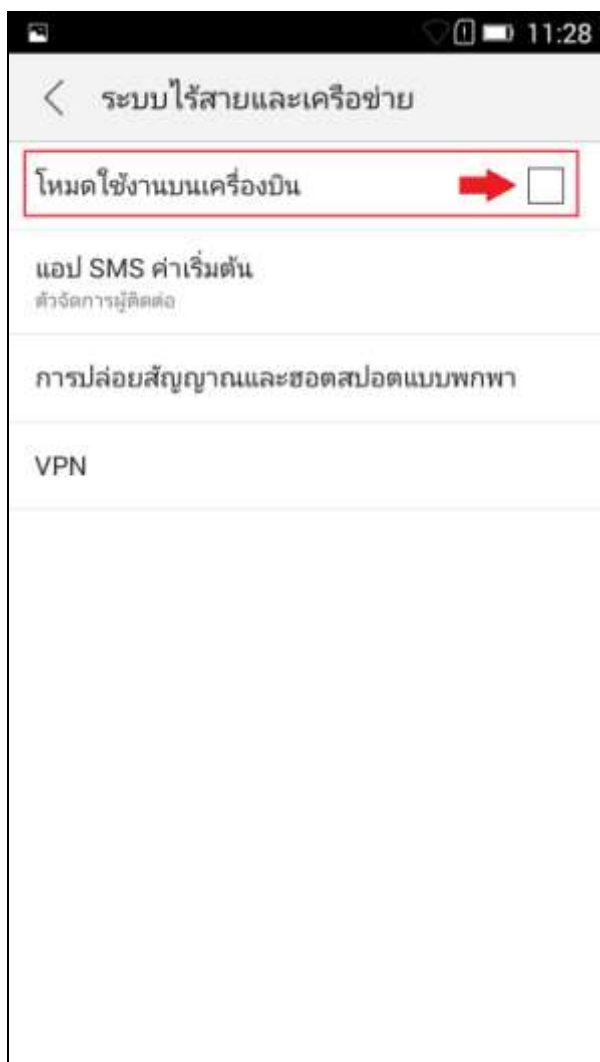 11:28
ระบบไร้สายและเครือข่าย
โหมดใช้งานบนเครื่องบิน
แอป SMS ค่าเริ่มต้น
ตัวจัดการผู้ติดต่อ
การปล่อยสัญญาณและฮอตสปอตแบบพกพา
VPN